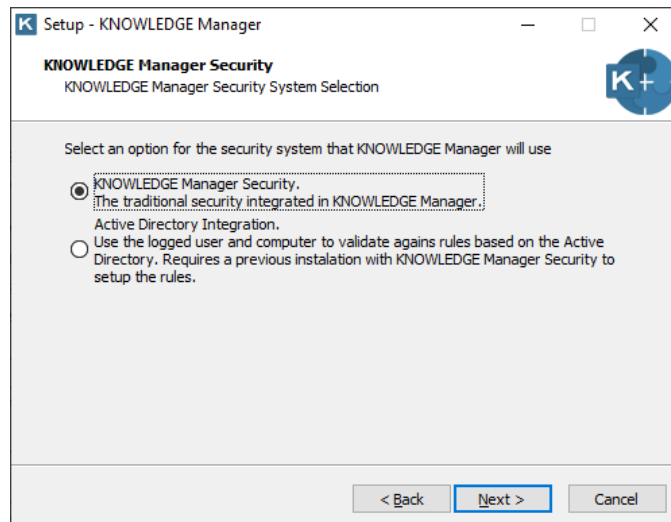 Setup - KNOWLEDGE Manager
KNOWLEDGE Manager Security
KNOWLEDGE Manager Security System Selection
K+
Select an option for the security system that KNOWLEDGE Manager will use
KNOWLEDGE Manager Security.
The traditional security integrated in KNOWLEDGE Manager.
Active Directory Integration.
Use the logged user and computer to validate agains rules based on the Active
Directory. Requires a previous instalation with KNOWLEDGE Manager Security to
setup the rules.
< Back
Next >
Cancel